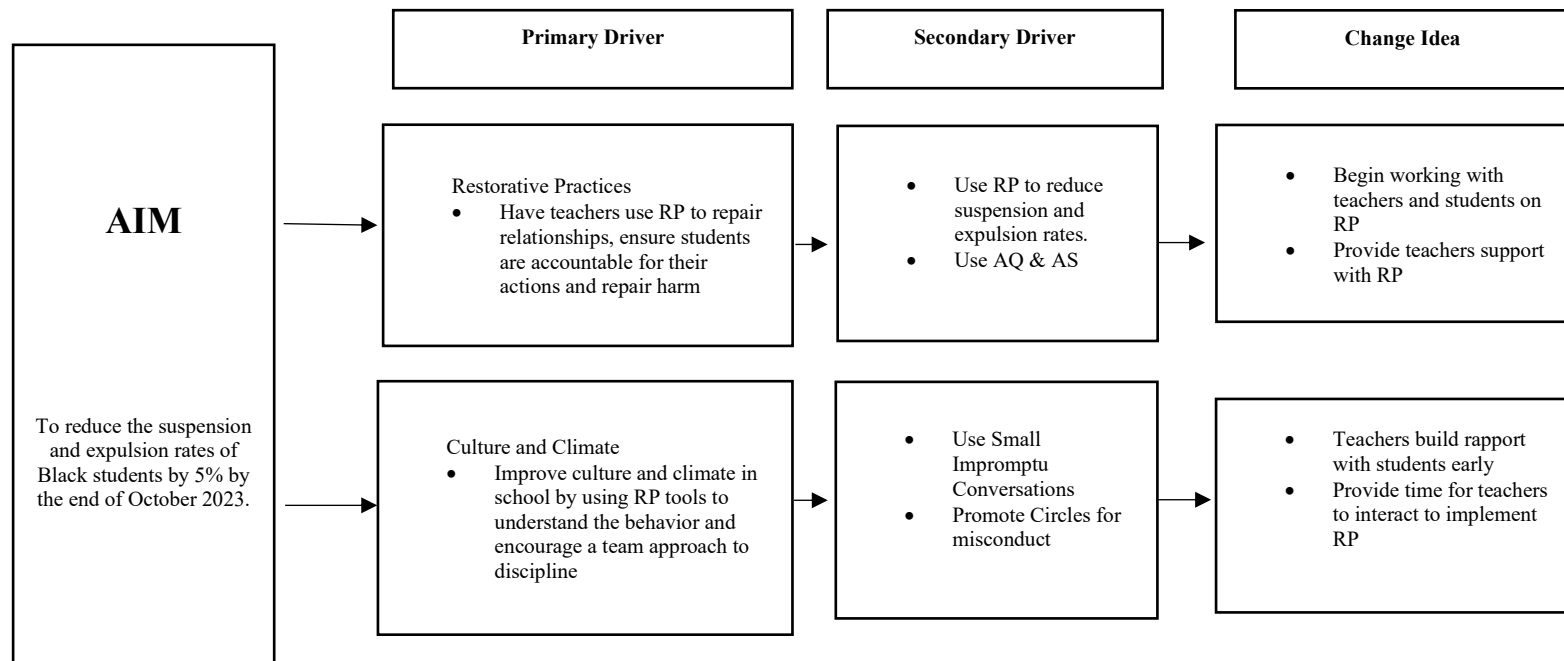 Primary Driver
Secondary Driver
Change Idea
AIM
To reduce the suspension
and expulsion rates of
Black students by 5% by
the end of October 2023.
Restorative Practices
• Have teachers use RP to repair
relationships, ensure students
are accountable for their
actions and repair harm
• Use RP to reduce
suspension and
expulsion rates.
• Use AQ & AS
• Begin working with
teachers and students on
RP
• Provide teachers support
with RP
Culture and Climate
• Improve culture and climate in
school by using RP tools to
understand the behavior and
encourage a team approach to
discipline
• Use Small
Impromptu
Conversations
• Promote Circles for
misconduct
• Teachers build rapport
with students early
• Provide time for teachers
to interact to implement
RP